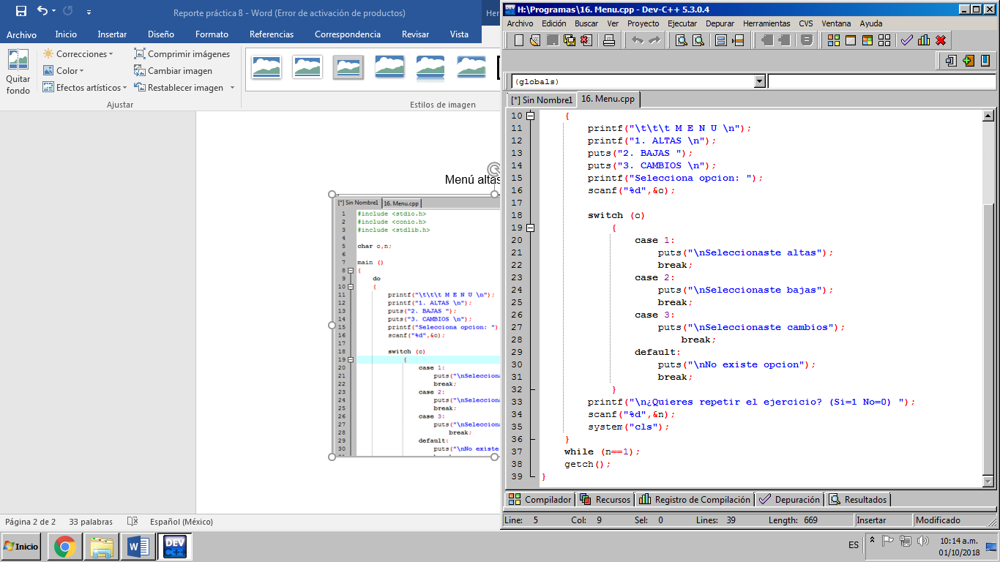 Reporte práctica 8 - Word (Error de activación de productos)
Her
Archivo Inicio Insertar Diseño Formato Referencias Correspondencia Revisar Vista
Quitar fondo
Correcciones
Color
Efectos artísticos
Comprimir imágenes
Cambiar imagen
Restablecer imagen
Ajustar
Estilos de imagen
Menú altas
[*] Sin Nombre1 16. Menu.cpp
1 #include <stdio.h>
2 #include <conio.h>
3 #include <stdlib.h>
4
5 char c,n;
6
7 main ()
8 {
9 do
10 {
11 printf("\t\t\t M E N U \n");
12 printf("1. ALTAS \n");
13 puts("2. BAJAS ");
14 puts("3. CAMBIOS \n");
15 printf("Selecciona opcion: ")
16 scanf("%d",&c);
17
18 switch (c)
19 {
20 case 1:
21 puts("\nSelecciona
22 break;
23 case 2:
24 puts("\nSelecciona
25 break;
26 case 3:
27 puts("\nSelecciona
28 break;
29 default:
30 puts("\nNo existe
Página 2 de 2 33 palabras Español (México)
H:\Programas\16. Menu.cpp - Dev-C++ 5.3.0.4
Archivo Edición Buscar Ver Proyecto Ejecutar Depurar Herramientas CVS Ventana Ayuda
(globals)
[*] Sin Nombre1 16. Menu.cpp
10 {
11 printf("\t\t\t M E N U \n");
12 printf("1. ALTAS \n");
13 puts("2. BAJAS ");
14 puts("3. CAMBIOS \n");
15 printf("Selecciona opcion: ");
16 scanf("%d",&c);
17
18 switch (c)
19 {
20 case 1:
21 puts("\nSeleccionaste altas");
22 break;
23 case 2:
24 puts("\nSeleccionaste bajas");
25 break;
26 case 3:
27 puts("\nSeleccionaste cambios");
28 break;
29 default:
30 puts("\nNo existe opcion");
31 break;
32 }
33 printf("\n¿Quieres repetir el ejercicio? (Si=1 No=0) ");
34 scanf("%d",&n);
35 system("cls");
36 }
37 while (n==1);
38 getch();
39 }
Compilador Recursos Registro de Compilación Depuración Resultados
Line: 5 Col: 9 Sel: 0 Lines: 39 Length: 669 Insertar Modificado
Inicio
DEV C++
ES
10:14 a.m.
01/10/2018